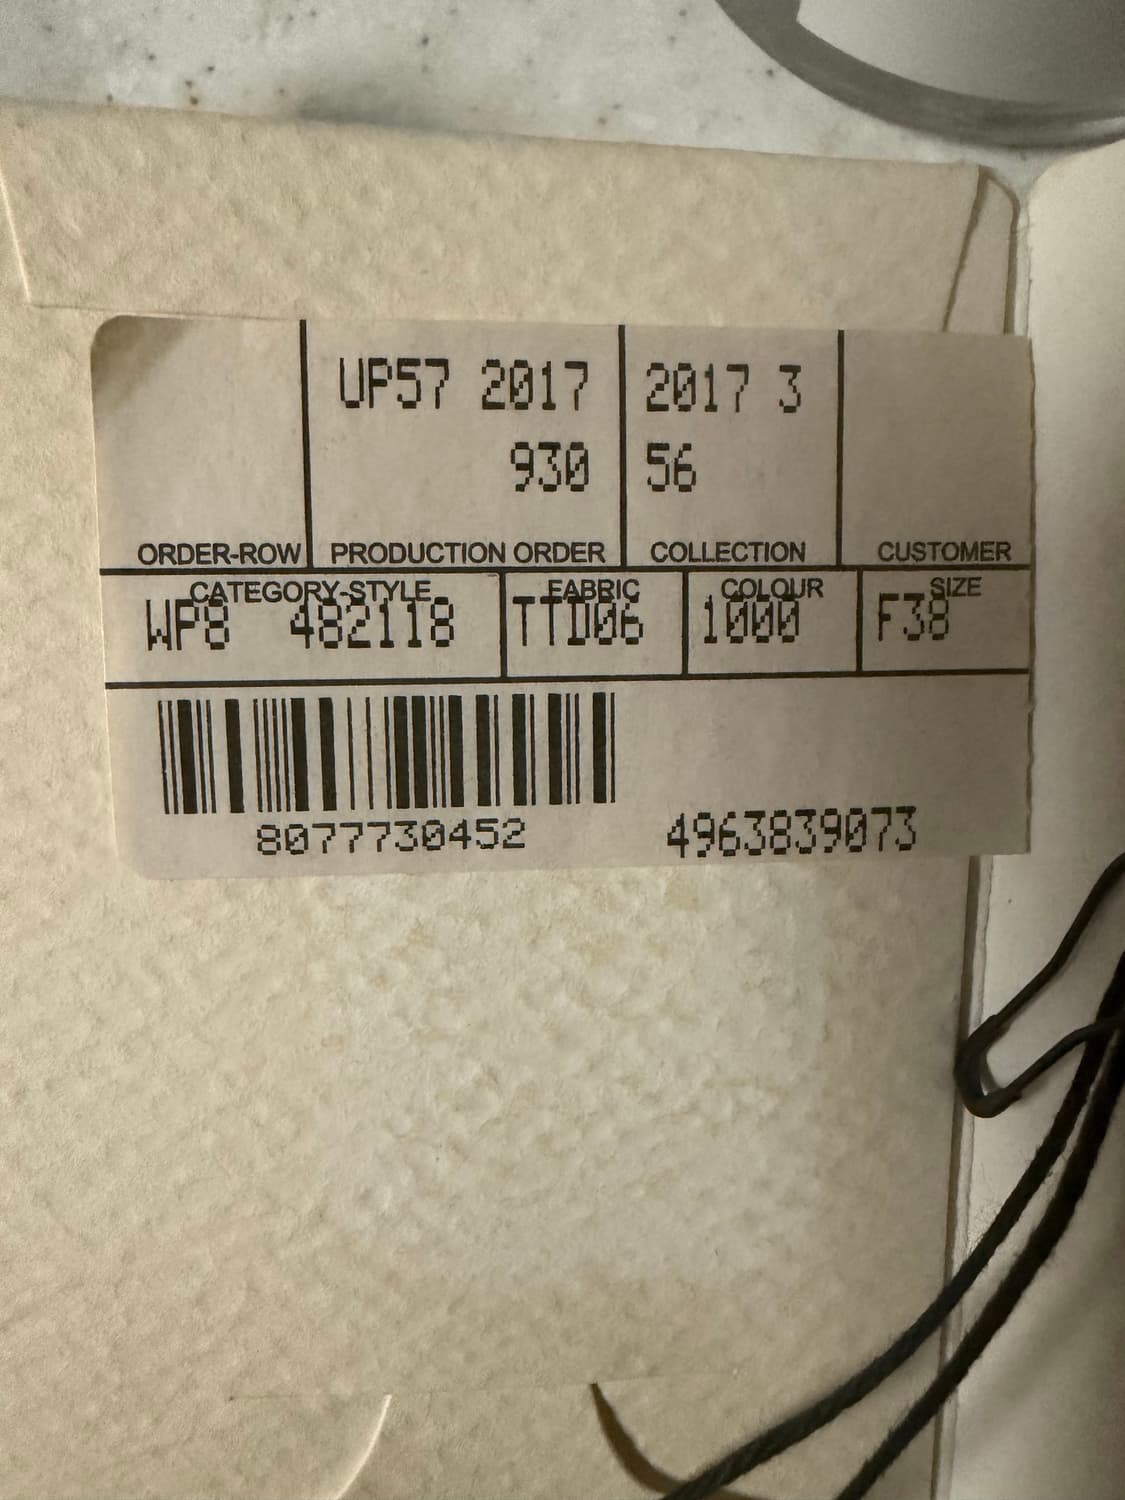 UP57 2017
930
2017 3
56
ORDER-ROW
PRODUCTION ORDER
COLLECTION
CUSTOMER
CATEGORY-STYLE
FABRIC
COLOUR
SIZE
WP8 482118
TTD06
1000
F38
8077730452
4963839073